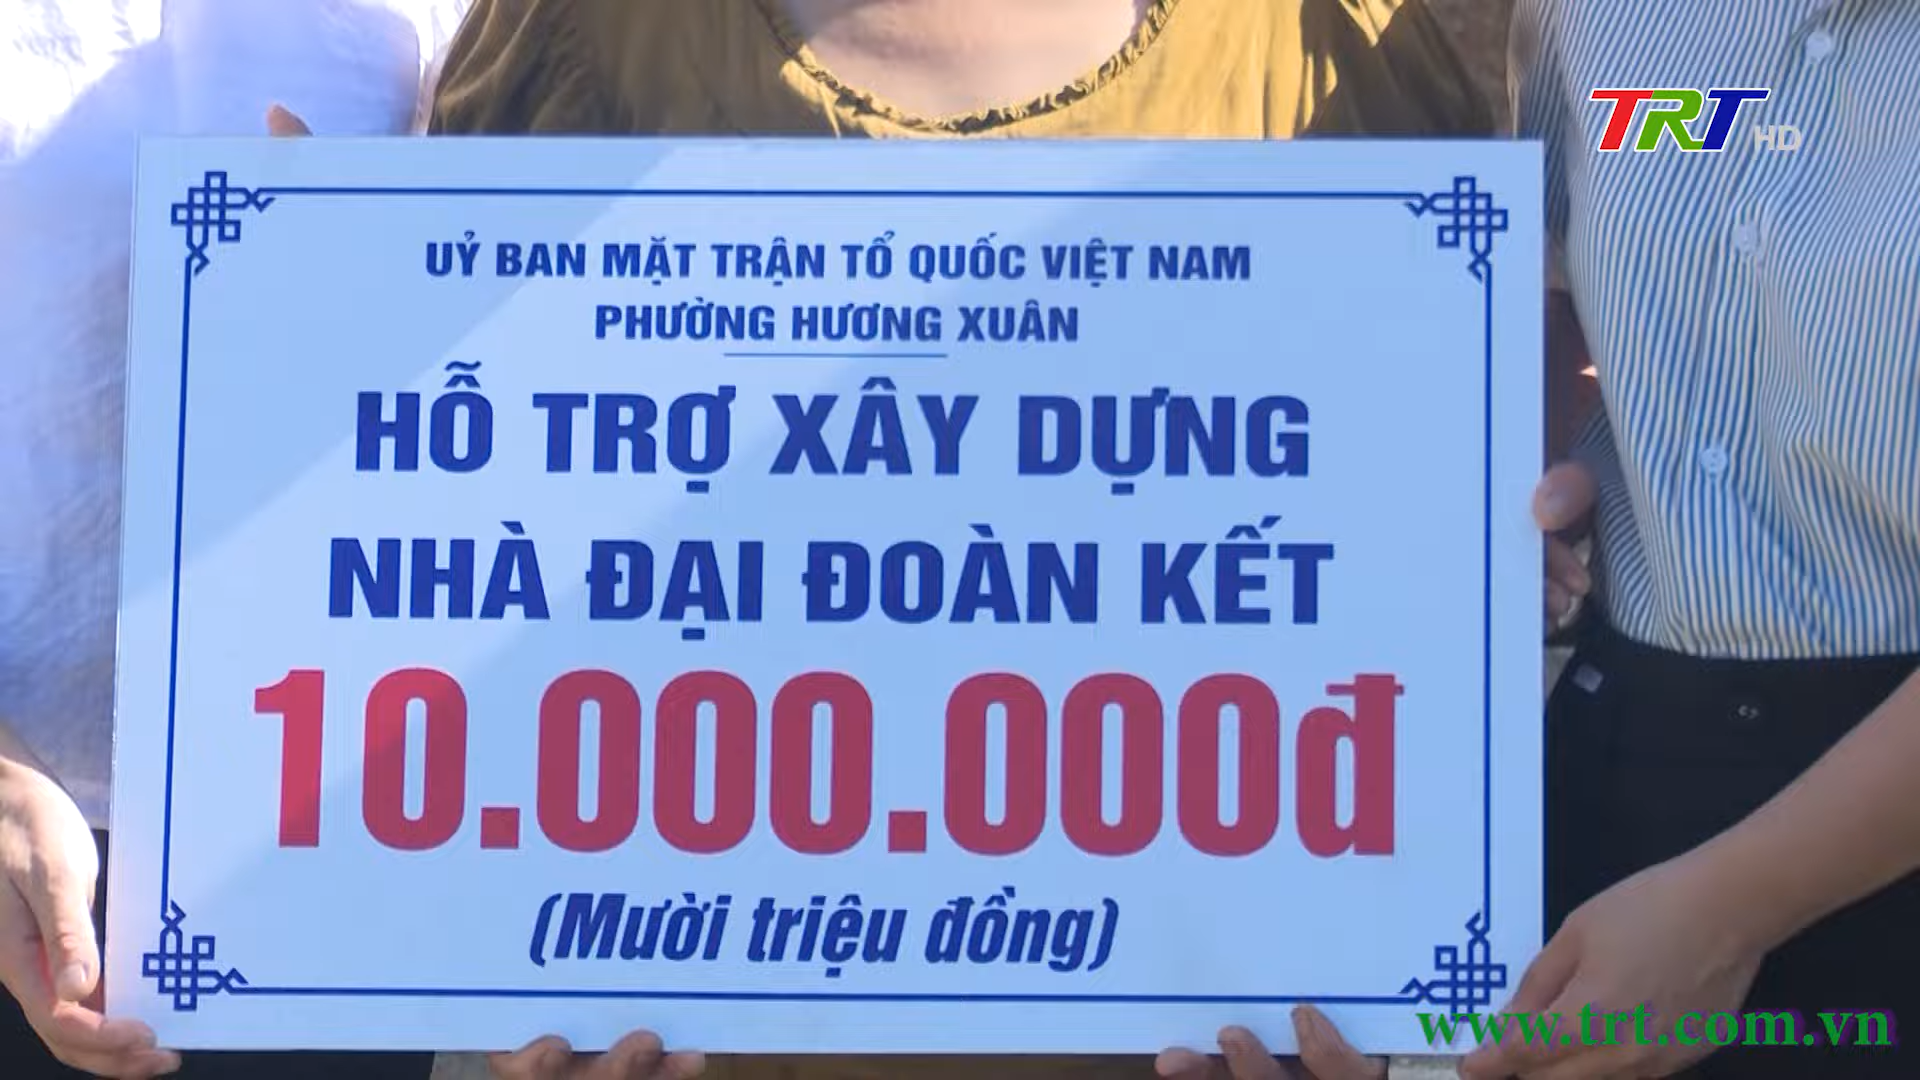 TRT HD
UỶ BAN MẶT TRẬN TỔ QUỐC VIỆT NAM
PHƯỜNG HƯƠNG XUÂN
HỖ TRỢ XÂY DỰNG
NHÀ ĐẠI ĐOÀN KẾT
10.000.000đ
(Mười triệu đồng)
www.trt.com.vn